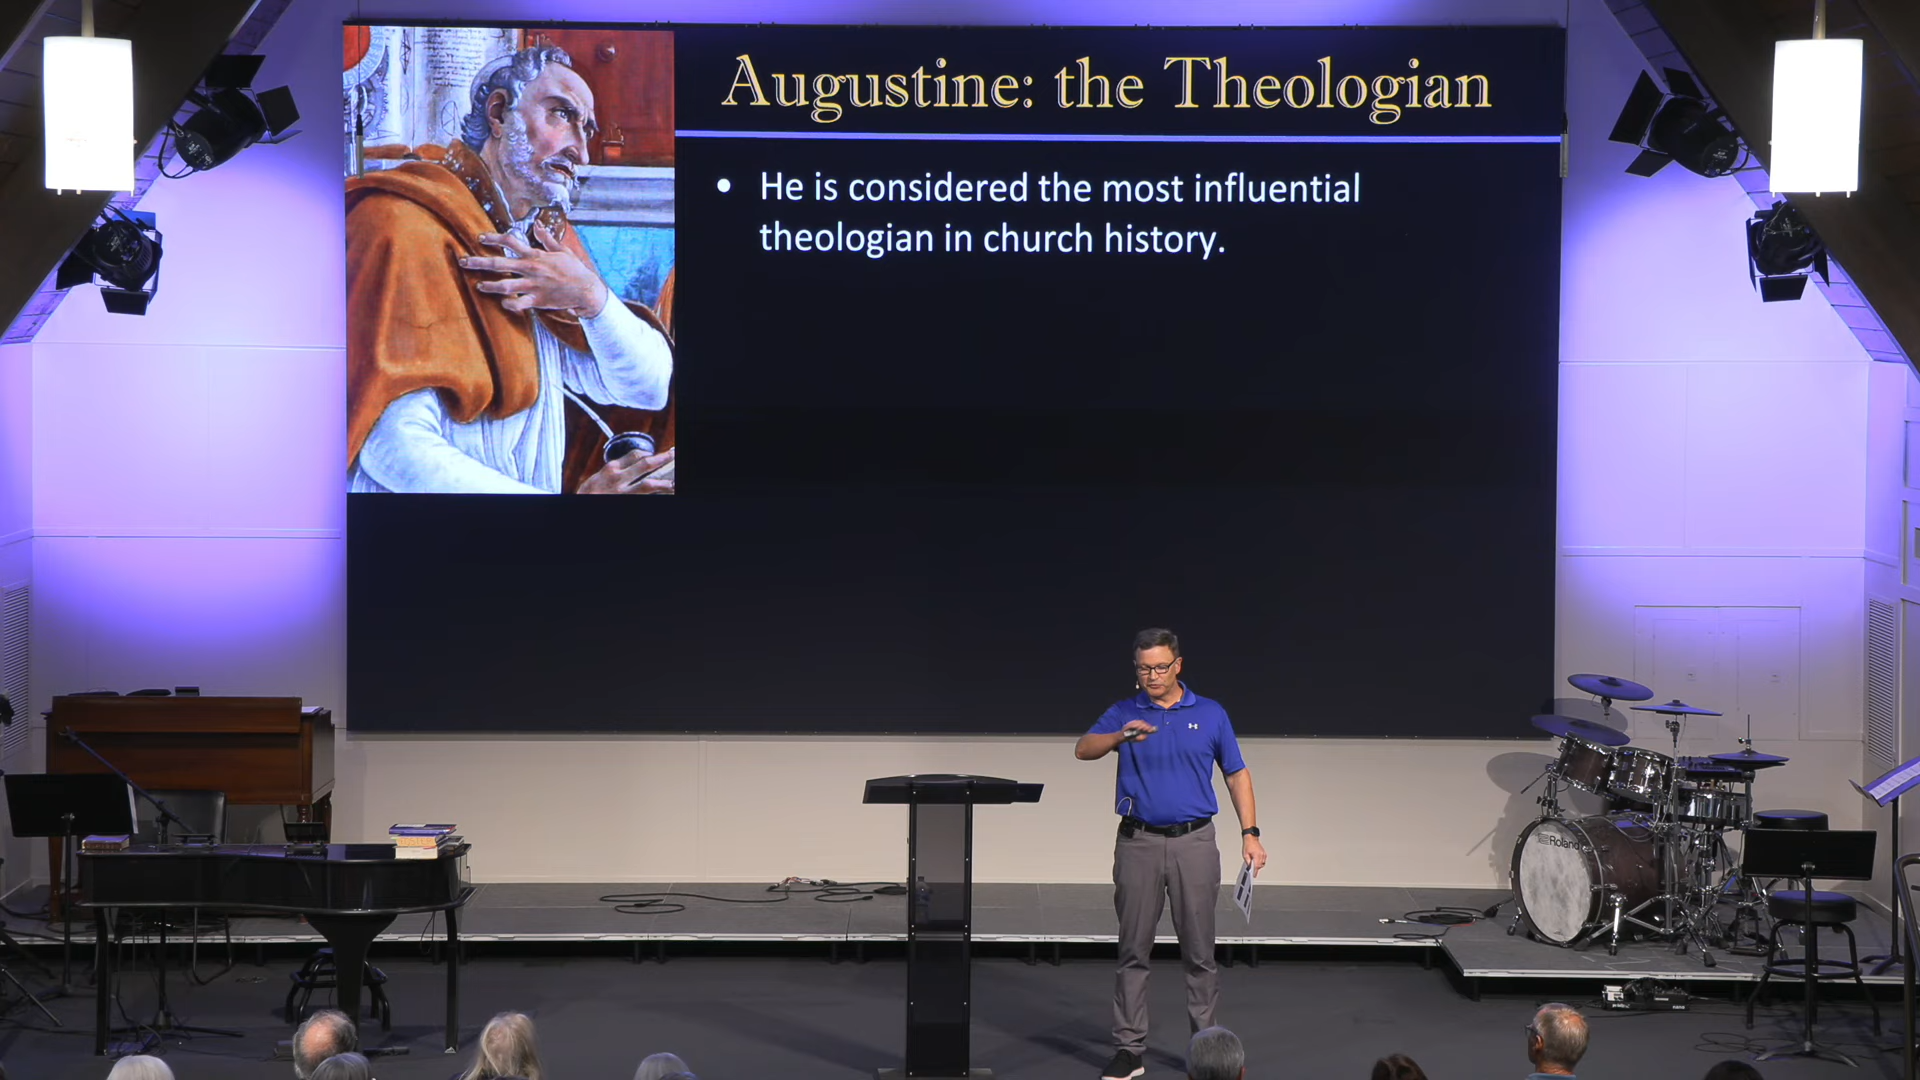 Augustine: the Theologian
• He is considered the most influential
theologian in church history.
Roland